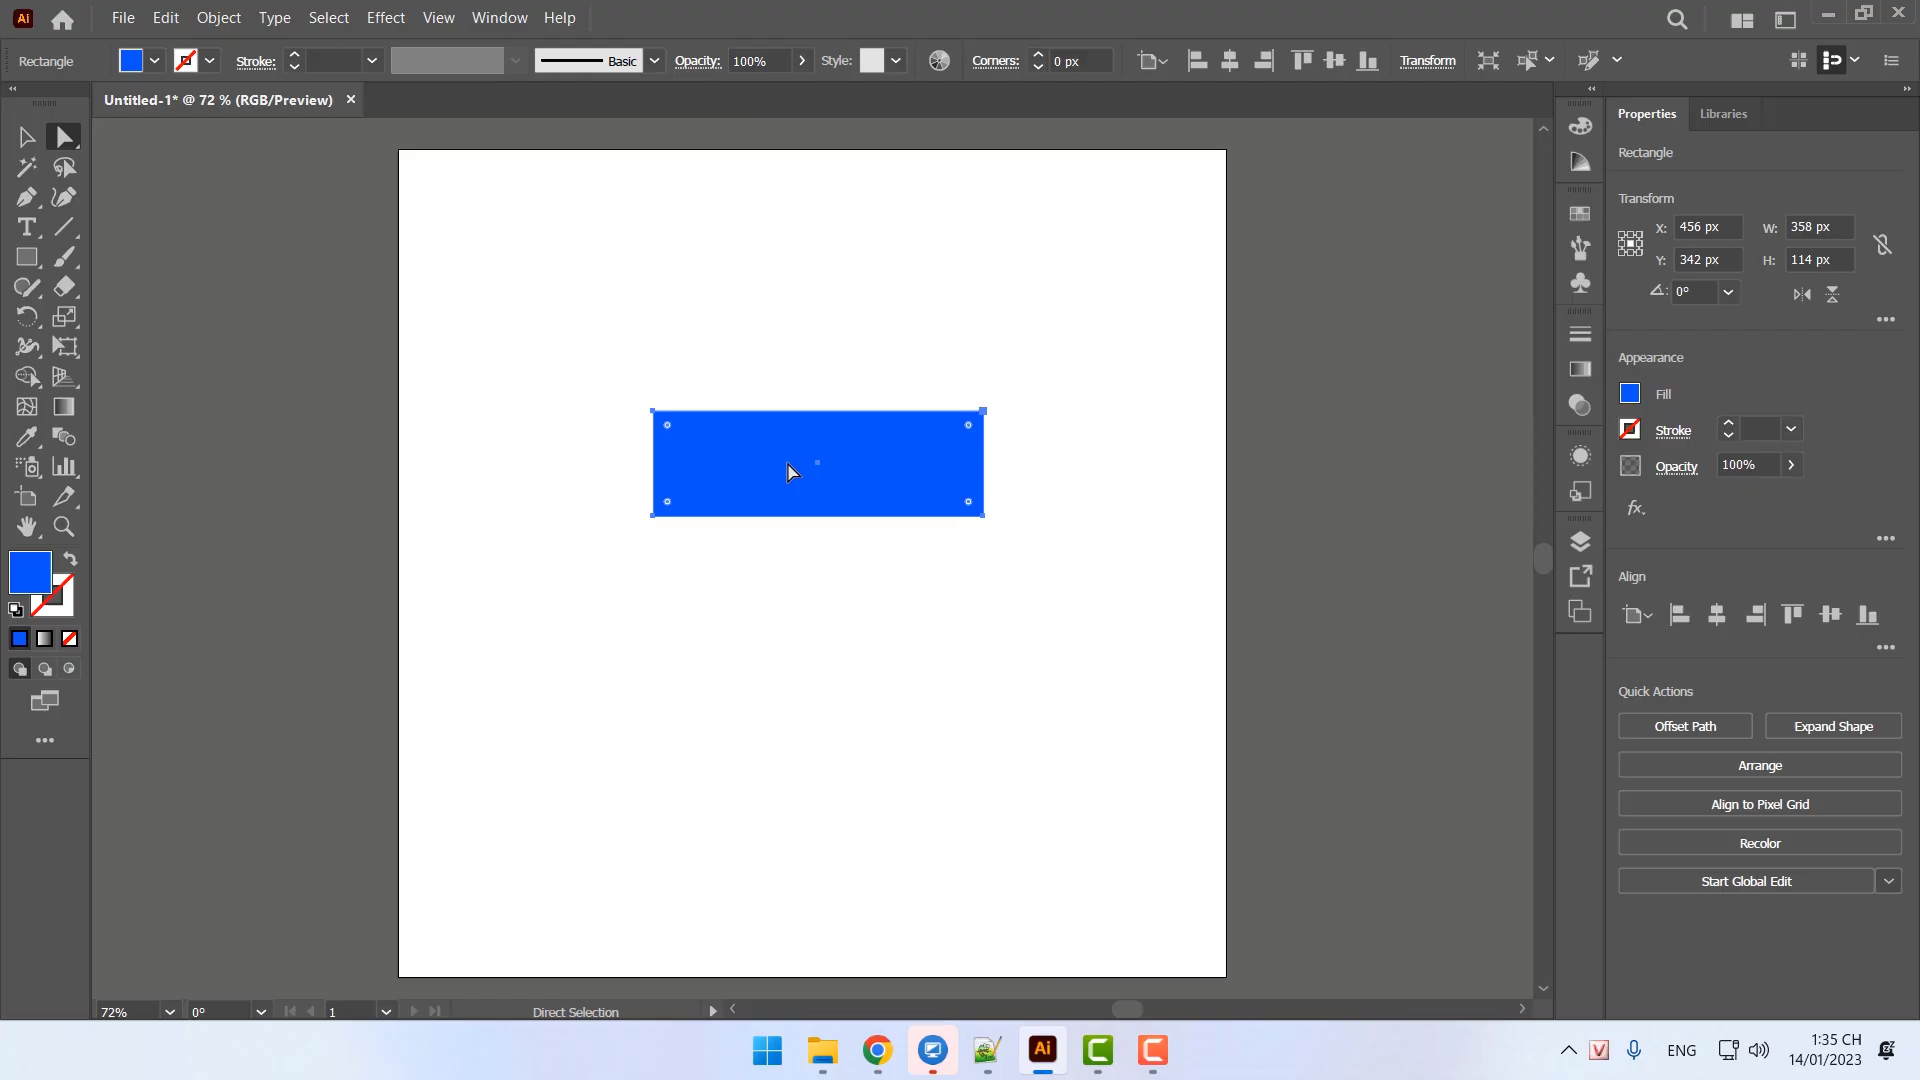 Ai File Edit Object Type Select Effect View Window Help
Rectangle Stroke: Basic Opacity: 100% Style: Corners: 0 px Transform
Untitled-1* @ 72 % (RGB/Preview)
Properties Libraries
Rectangle
Transform
X: 456 px W: 358 px
Y: 342 px H: 114 px
0°
Appearance
Fill
Stroke
Opacity 100%
fx.
Align
Quick Actions
Offset Path Expand Shape
Arrange
Align to Pixel Grid
Recolor
Start Global Edit
T
72% 0° 1 Direct Selection
Ai C C V ENG 1:35 CH
14/01/2023